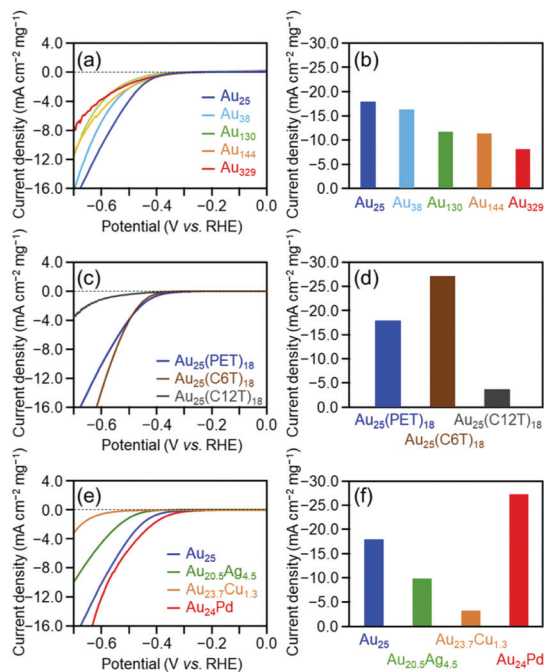 (a)
4.0
0.0
−4.0
−8.0
−12.0
−16.0
Current density (mA cm⁻² mg⁻¹)
Au₂₅
Au₃₈
Au₁₃₀
Au₁₄₄
Au₃₂₉
−0.6 −0.4 −0.2 0.0
Potential (V vs. RHE)
(b)
−30.0
−25.0
−20.0
−15.0
−10.0
−5.0
0.0
Current density (mA cm⁻² mg⁻¹)
Au₂₅ Au₃₈ Au₁₃₀ Au₁₄₄ Au₃₂₉
(c)
4.0
0.0
−4.0
−8.0
−12.0
−16.0
Current density (mA cm⁻² mg⁻¹)
Au₂₅(PET)₁₈
Au₂₅(C6T)₁₈
Au₂₅(C12T)₁₈
−0.6 −0.4 −0.2 0.0
Potential (V vs. RHE)
(d)
−30.0
−25.0
−20.0
−15.0
−10.0
−5.0
0.0
Current density (mA cm⁻² mg⁻¹)
Au₂₅(PET)₁₈ Au₂₅(C12T)₁₈
Au₂₅(C6T)₁₈
(e)
4.0
0.0
−4.0
−8.0
−12.0
−16.0
Current density (mA cm⁻² mg⁻¹)
Au₂₅
Au₂₀.₅Ag₄.₅
Au₂₃.₇Cu₁.₃
Au₂₄Pd
−0.6 −0.4 −0.2 0.0
Potential (V vs. RHE)
(f)
−30.0
−25.0
−20.0
−15.0
−10.0
−5.0
0.0
Current density (mA cm⁻² mg⁻¹)
Au₂₅ Au₂₃.₇Cu₁.₃
Au₂₀.₅Ag₄.₅ Au₂₄Pd